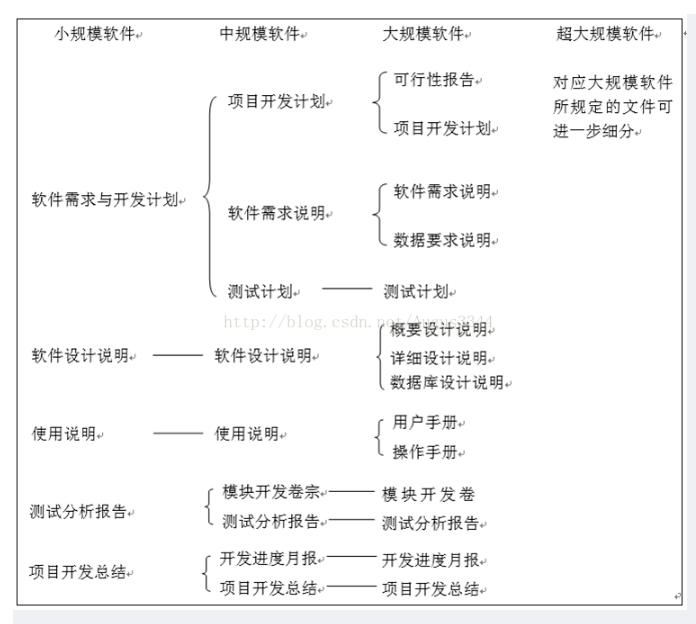 小规模软件 中规模软件 大规模软件 超大规模软件
可行性报告 对应大规模软件
项目开发计划 所规定的文件可
项目开发计划 进一步细分
软件需求说明
软件需求与开发计划
软件需求说明
数据要求说明
测试计划 测试计划
http://blog.csdn.net/Augus3344
概要设计说明
软件设计说明 软件设计说明 详细设计说明
数据库设计说明
用户手册
使用说明 使用说明
操作手册
模块开发卷宗 模块开发卷
测试分析报告
测试分析报告 测试分析报告
开发进度月报 开发进度月报
项目开发总结
项目开发总结 项目开发总结